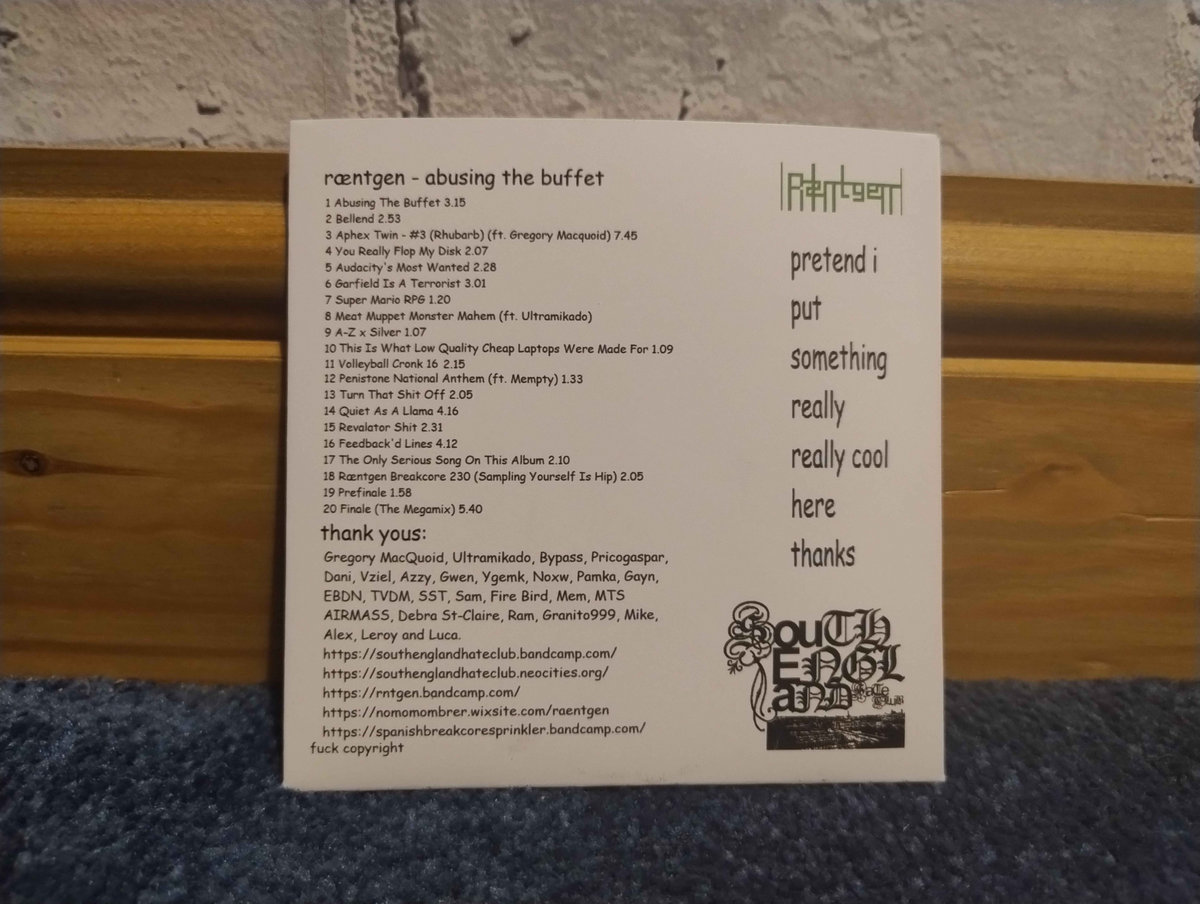 ræntgen - abusing the buffet
1 Abusing The Buffet 3.15
2 Bellend 2.53
3 Aphex Twin - #3 (Rhubarb) (ft. Gregory Macquoid) 7.45
4 You Really Flop My Disk 2.07
5 Audacity's Most Wanted 2.28
6 Garfield Is A Terrorist 3.01
7 Super Mario RPG 1.20
8 Meat Muppet Monster Mahem (ft. Ultramikado)
9 A-Z x Silver 1.07
10 This Is What Low Quality Cheap Laptops Were Made For 1.09
11 Volleyball Cronk 16 2.15
12 Penistone National Anthem (ft. Mempty) 1.33
13 Turn That Shit Off 2.05
14 Quiet As A Llama 4.16
15 Revalator Shit 2.31
16 Feedback'd Lines 4.12
17 The Only Serious Song On This Album 2.10
18 Ræntgen Breakcore 230 (Sampling Yourself Is Hip) 2.05
19 Prefinale 1.58
20 Finale (The Megamix) 5.40
thank yous:
Gregory MacQuoid, Ultramikado, Bypass, Pricogaspar,
Dani, Vziel, Azzy, Gwen, Ygemk, Noxw, Pamka, Gayn,
EBDN, TVDM, SST, Sam, Fire Bird, Mem, MTS
AIRMASS, Debra St-Claire, Ram, Granito999, Mike,
Alex, Leroy and Luca.
https://southenglandhateclub.bandcamp.com/
https://southenglandhateclub.neocities.org/
https://rntgen.bandcamp.com/
https://nomomombrer.wixsite.com/raentgen
https://spanishbreakcoresprinkler.bandcamp.com/
fuck copyright
Ræntgen
pretend i
put
something
really
really cool
here
thanks
SouTH
ENGL
aND HaTe
Club